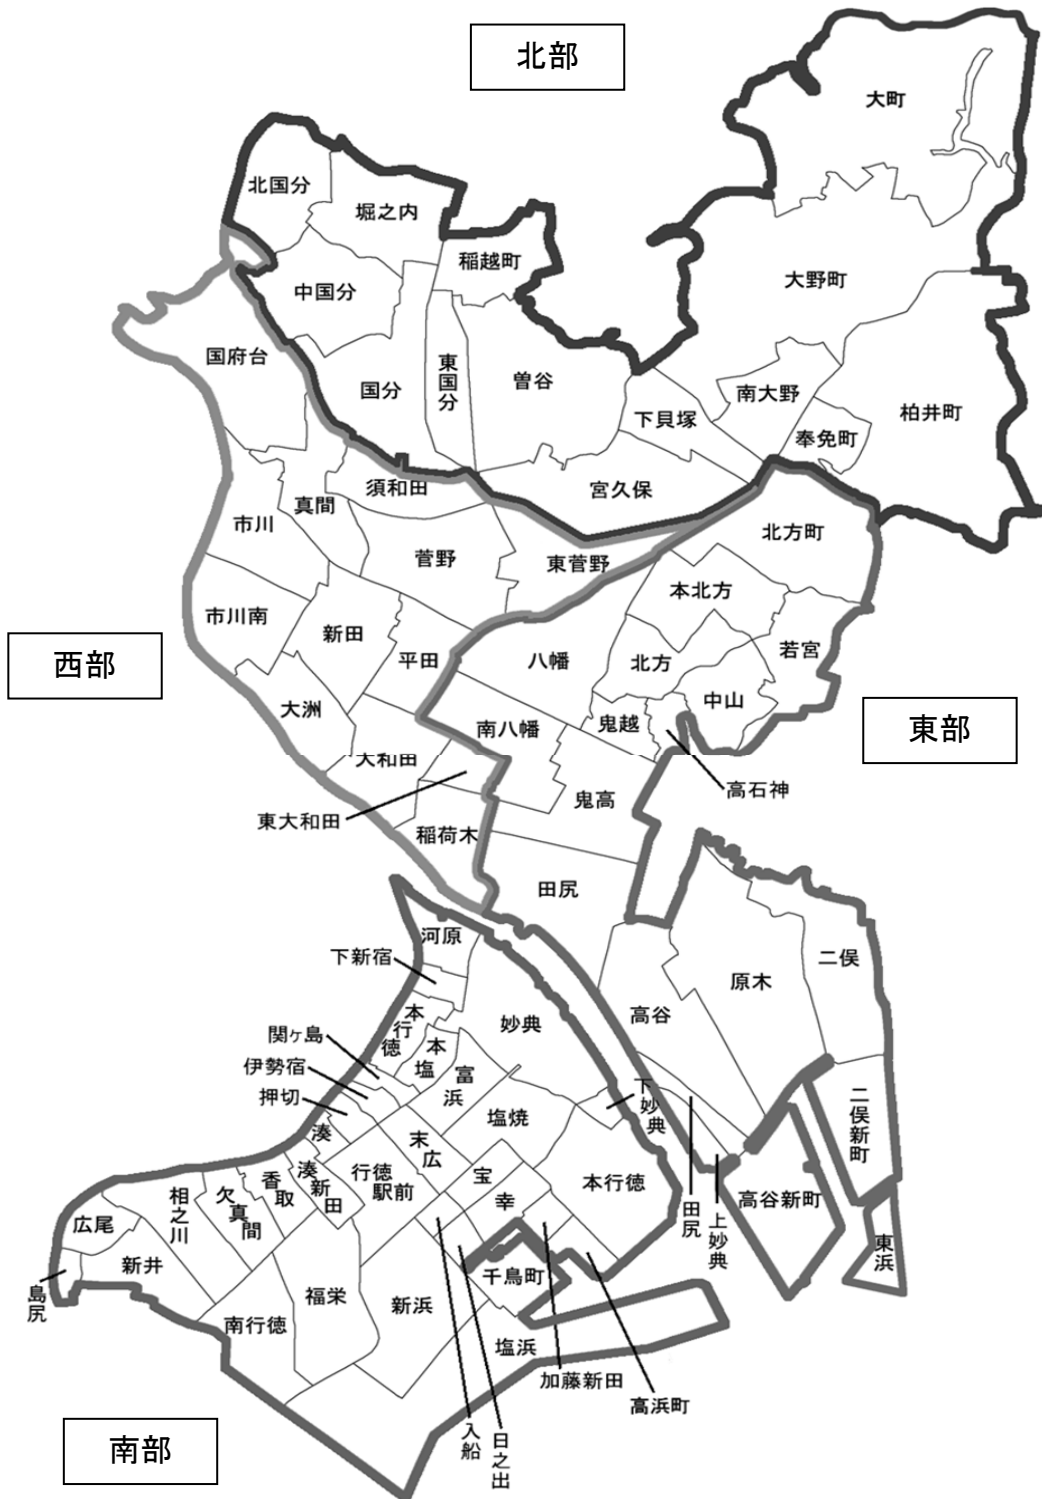 北部
大町
北国分
堀之内
稲越町
大野町
中国分
国府台
東国分
国分
曽谷
南大野
下貝塚
柏井町
奉免町
宮久保
須和田
真間
市川
菅野
東菅野
北方町
本北方
市川南
新田
平田
八幡
北方
若宮
西部
大洲
南八幡
鬼越
中山
東部
大和田
高石神
鬼高
東大和田
稲荷木
田尻
河原
下新宿
二俣
原木
高谷
本行徳
妙典
関ヶ島
本塩
伊勢宿
富浜
押切
下妙典
塩焼
二俣新町
湊
末広
行徳駅前
宝
本行徳
香取
湊新田
幸
高谷新町
相之川
欠真間
田尻
上妙典
広尾
新井
東浜
千鳥町
島尻
福栄
新浜
南行徳
塩浜
加藤新田
高浜町
入船
日之出
南部